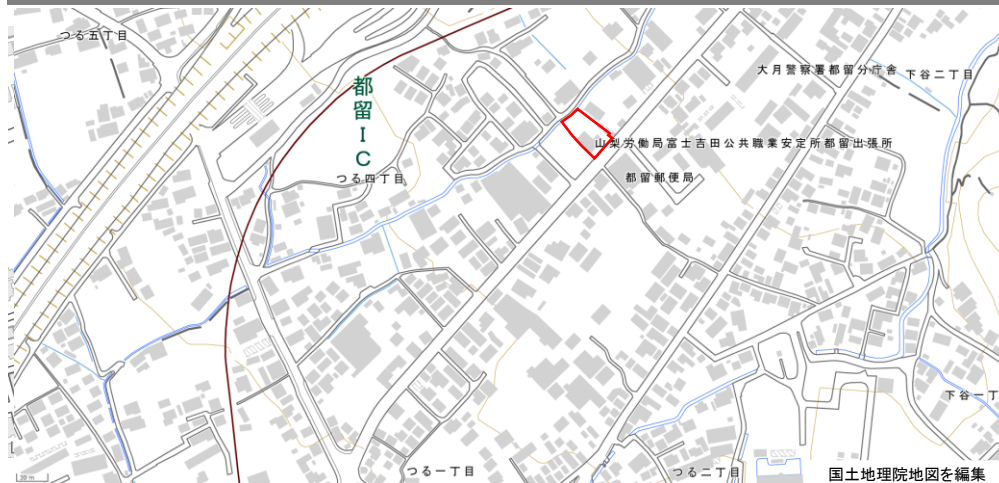 つる五丁目
大月警察署都留分庁舎
下谷二丁目
都留IC
山梨労働局富士吉田公共職業安定所都留出張所
都留郵便局
つる四丁目
下谷一丁
つる一丁目
つる二丁目
国土地理院地図を編集